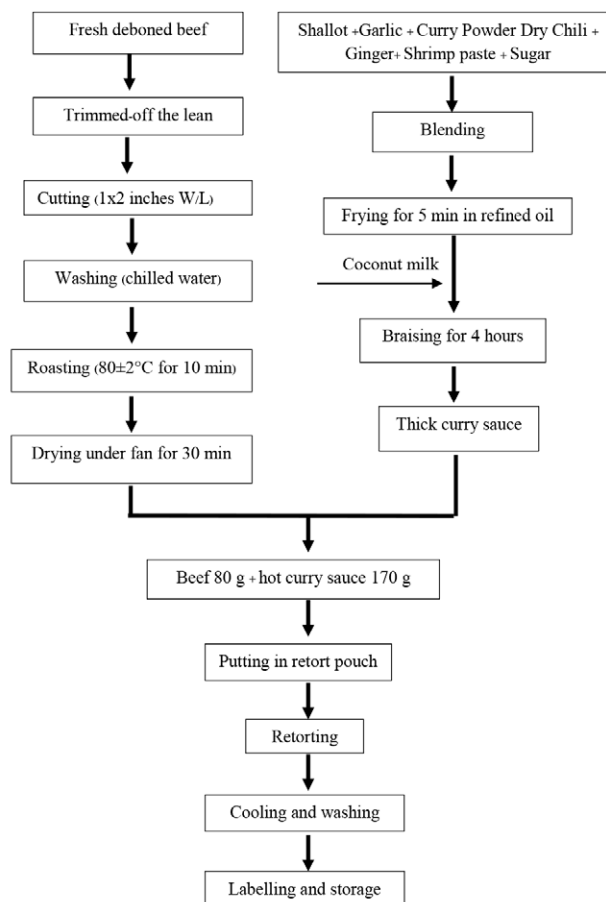 Fresh deboned beef
Trimmed-off the lean
Cutting (1x2 inches W/L)
Washing (chilled water)
Roasting (80±2°C for 10 min)
Drying under fan for 30 min
Shallot +Garlic + Curry Powder Dry Chili +
Ginger+ Shrimp paste + Sugar
Blending
Frying for 5 min in refined oil
Coconut milk
Braising for 4 hours
Thick curry sauce
Beef 80 g + hot curry sauce 170 g
Putting in retort pouch
Retorting
Cooling and washing
Labelling and storage